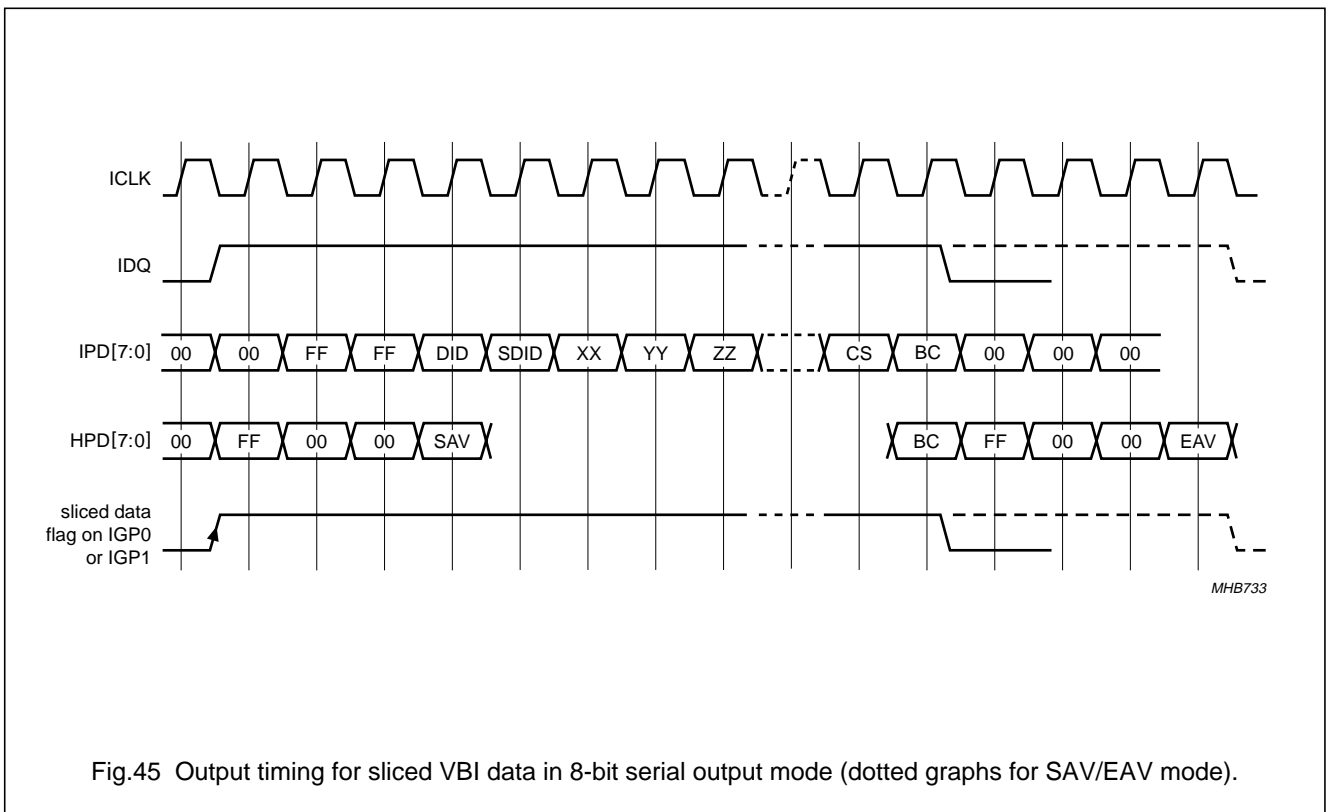 ICLK
IDQ
IPD[7:0] 00 00 FF FF DID SDID XX YY ZZ CS BC 00 00 00
HPD[7:0] 00 FF 00 00 SAV BC FF 00 00 EAV
sliced data
flag on IGP0
or IGP1
MHB733
Fig.45 Output timing for sliced VBI data in 8-bit serial output mode (dotted graphs for SAV/EAV mode).